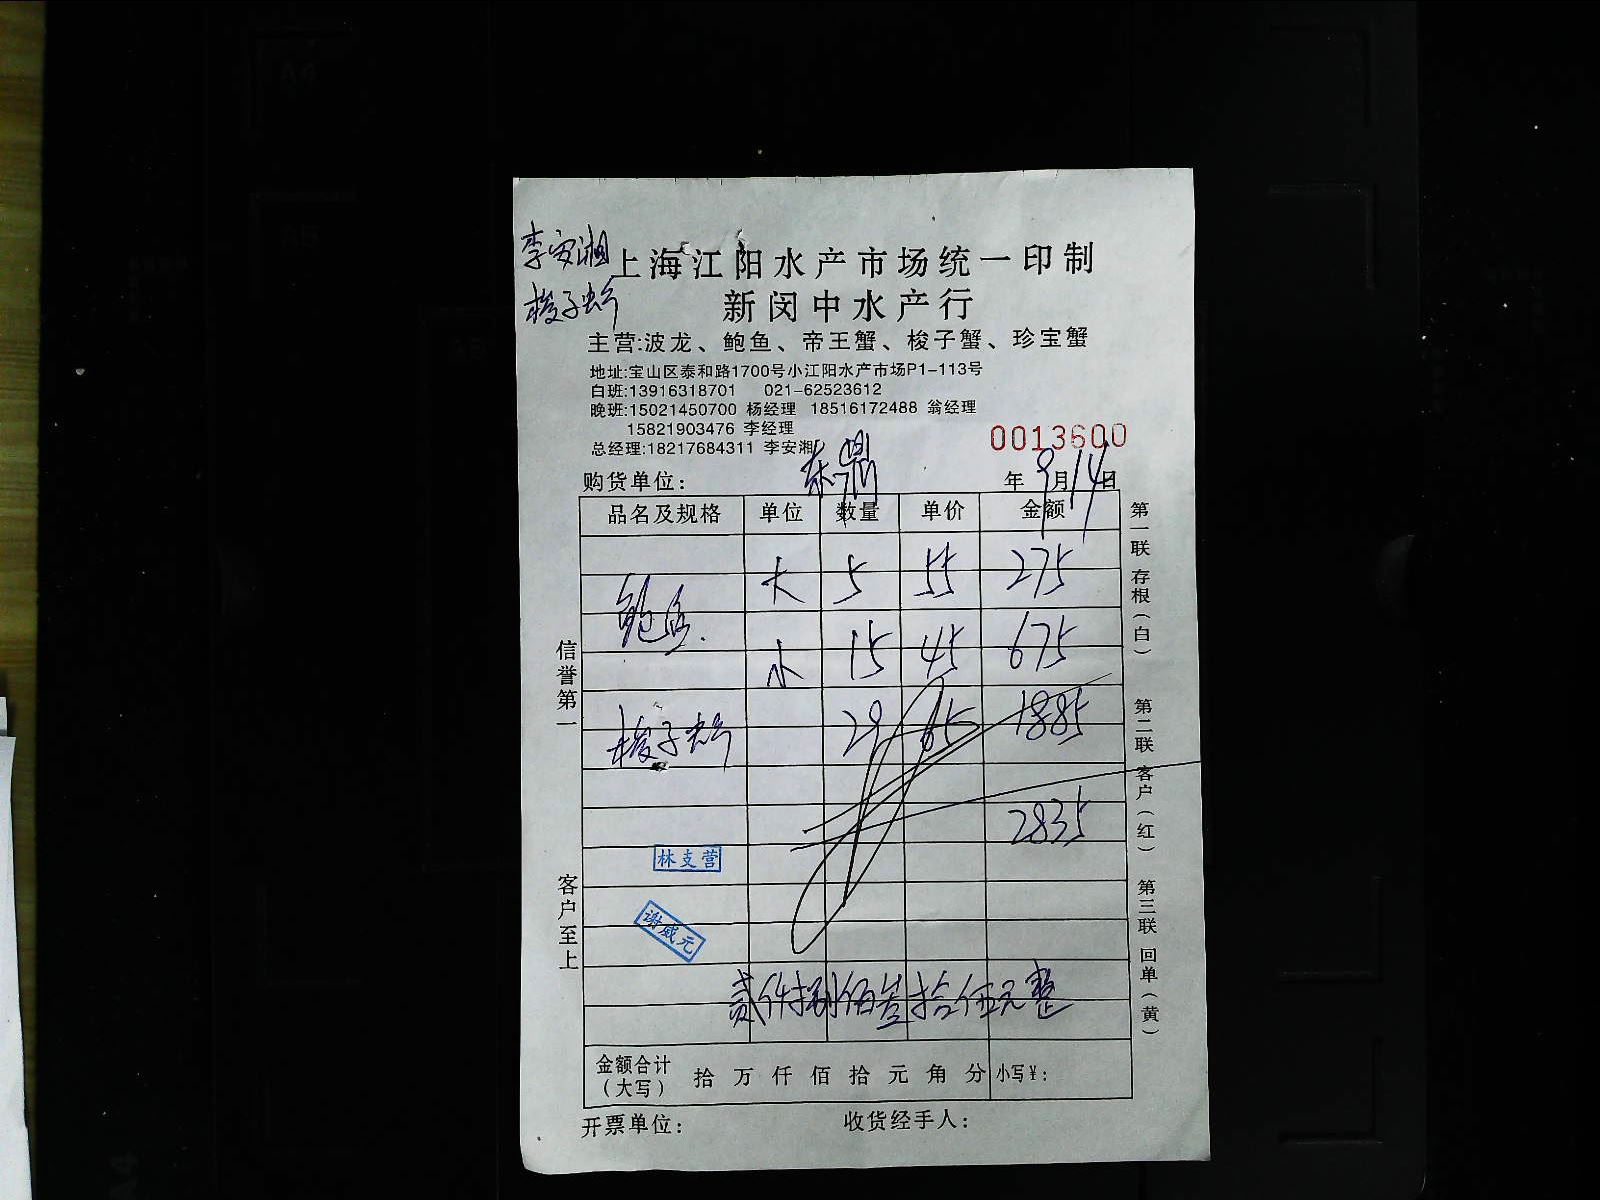 李安湘
梭子蟹
上海江阳水产市场统一印制
新闵中水产行
主营:波龙、鲍鱼、帝王蟹、梭子蟹、珍宝蟹
地址:宝山区泰和路1700号小江阳水产市场P1-113号
白班:13916318701 021-62523612
晚班:15021450700 杨经理 18516172488 翁经理
15821903476 李经理
总经理:18217684311 李安湘
0013600
购货单位: 泰鼎 年 9月14日
品名及规格 单位 数量 单价 金额
鲍鱼 大 5 55 275
小 15 45 675
梭子蟹 29 65 1885
2835
林支营
谢威元
贰仟捌佰叁拾伍元整
金额合计(大写) 拾 万 仟 佰 拾 元 角 分 小写¥:
开票单位: 收货经手人:
信誉第一
客户至上
第一联 存根(白)
第二联 客户(红)
第三联 回单(黄)